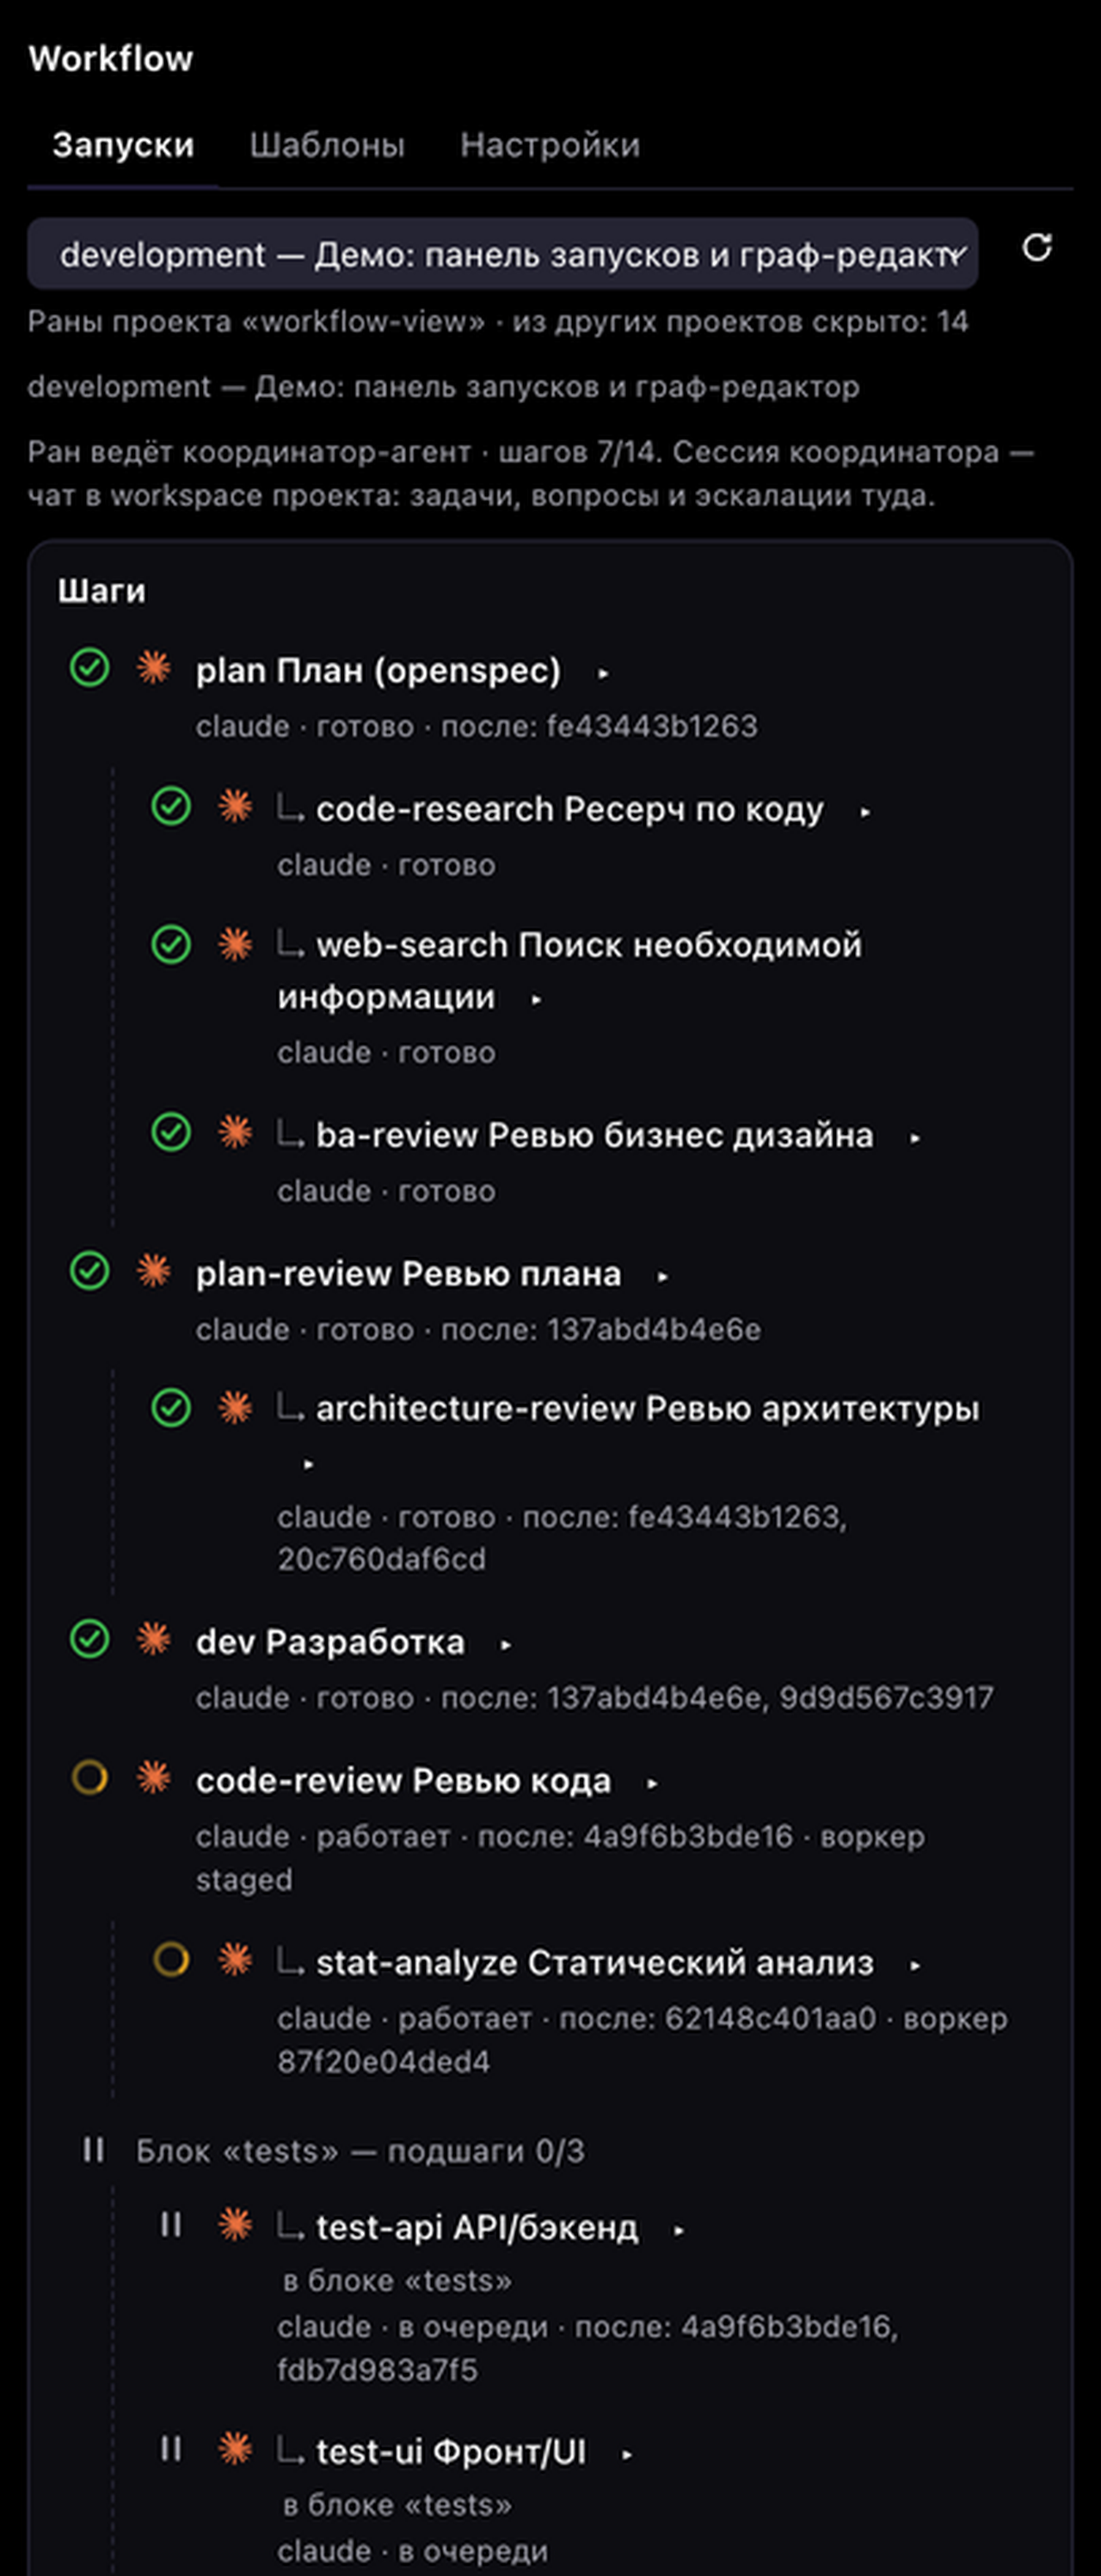 Workflow
Запуски Шаблоны Настройки
development — Демо: панель запусков и граф-редакт
Раны проекта «workflow-view» · из других проектов скрыто: 14
development — Демо: панель запусков и граф-редактор
Ран ведёт координатор-агент · шагов 7/14. Сессия координатора —
чат в workspace проекта: задачи, вопросы и эскалации туда.
Шаги
plan План (openspec)
claude · готово · после: fe43443b1263
code-research Ресерч по коду
claude · готово
web-search Поиск необходимой
информации
claude · готово
ba-review Ревью бизнес дизайна
claude · готово
plan-review Ревью плана
claude · готово · после: 137abd4b4e6e
architecture-review Ревью архитектуры
claude · готово · после: fe43443b1263,
20c760daf6cd
dev Разработка
claude · готово · после: 137abd4b4e6e, 9d9d567c3917
code-review Ревью кода
claude · работает · после: 4a9f6b3bde16 · воркер
staged
stat-analyze Статический анализ
claude · работает · после: 62148c401aa0 · воркер
87f20e04ded4
Блок «tests» — подшаги 0/3
test-api API/бэкенд
в блоке «tests»
claude · в очереди · после: 4a9f6b3bde16,
fdb7d983a7f5
test-ui Фронт/UI
в блоке «tests»
claude · в очереди